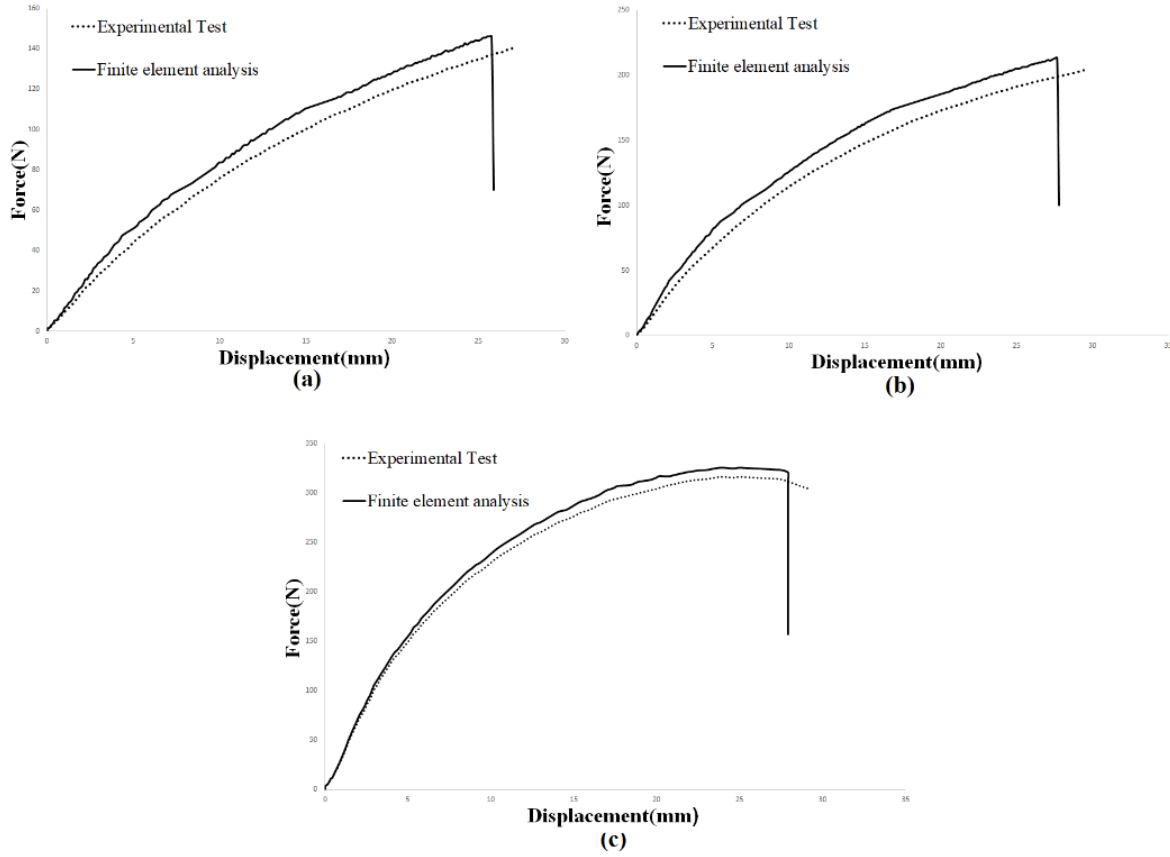 160
140
120
100
80
60
40
20
0
Force(N)
Experimental Test
Finite element analysis
0 5 10 15 20 25 30
Displacement(mm)
(a)
250
200
150
100
50
0
Force(N)
Experimental Test
Finite element analysis
0 5 10 15 20 25 30 35
Displacement(mm)
(b)
350
300
250
200
150
100
50
0
Force(N)
Experimental Test
Finite element analysis
0 5 10 15 20 25 30 35
Displacement(mm)
(c)